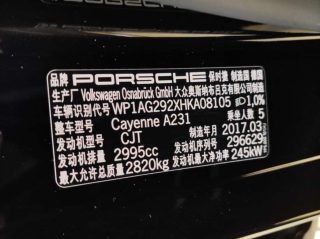 品牌 PORSCHE 保时捷 制造国 德国
生产厂 Volkswagen Osnabrück GmbH 大众奥斯纳布吕克有限公司
车辆识别代号 WP1AG292XHKA08105 1,0%
整车型号 Cayenne A231 乘坐人数 5
发动机型号 CJT 制造年月 2017.03
发动机排量 2995cc 发动机序列号 296629
最大允许总质量 2820kg 发动机最大净功率 245kW